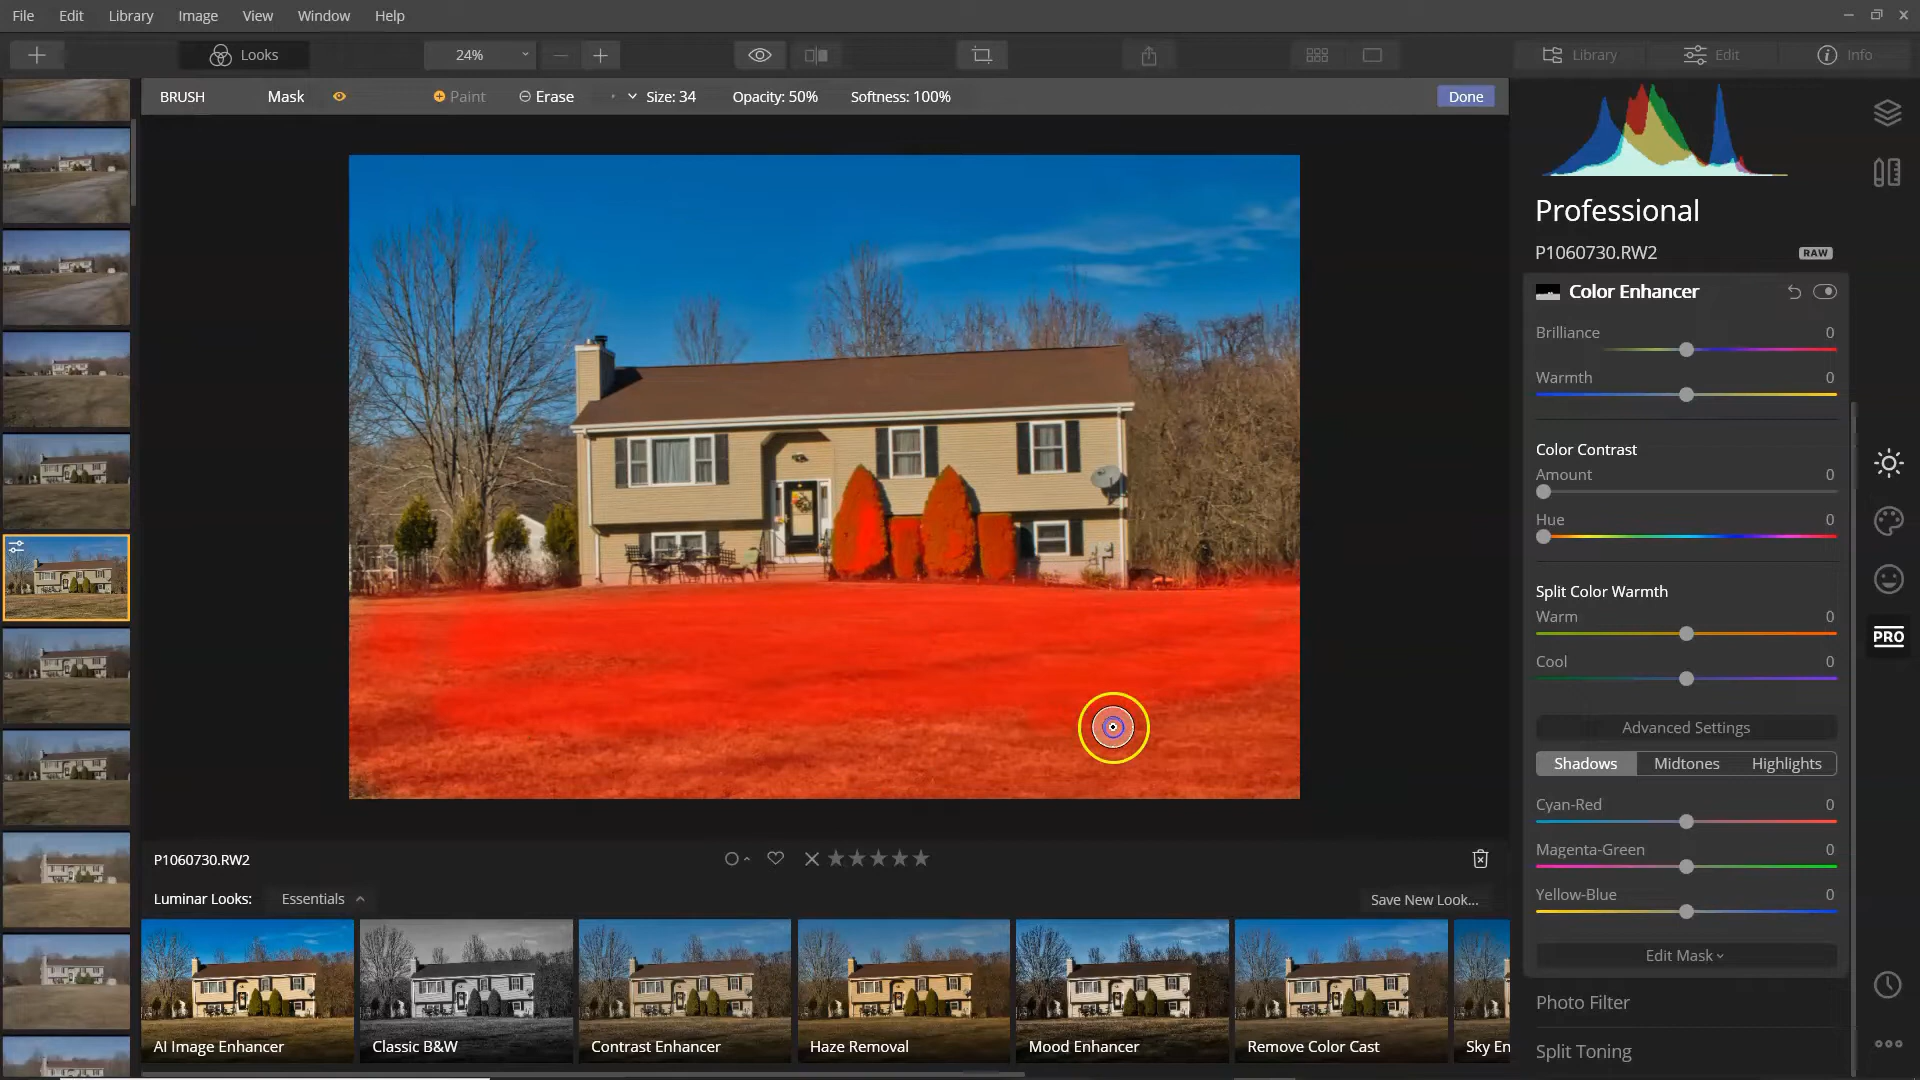 File Edit Library Image View Window Help
Looks 24% Library Edit Info
BRUSH Mask Paint Erase Size: 34 Opacity: 50% Softness: 100% Done
Professional
P1060730.RW2 RAW
Color Enhancer
Brilliance 0
Warmth 0
Color Contrast
Amount 0
Hue 0
Split Color Warmth
Warm 0
Cool 0
PRO
Advanced Settings
Shadows Midtones Highlights
Cyan-Red 0
Magenta-Green 0
Yellow-Blue 0
Edit Mask
Photo Filter
Split Toning
P1060730.RW2
Luminar Looks: Essentials Save New Look...
AI Image Enhancer Classic B&W Contrast Enhancer Haze Removal Mood Enhancer Remove Color Cast Sky En